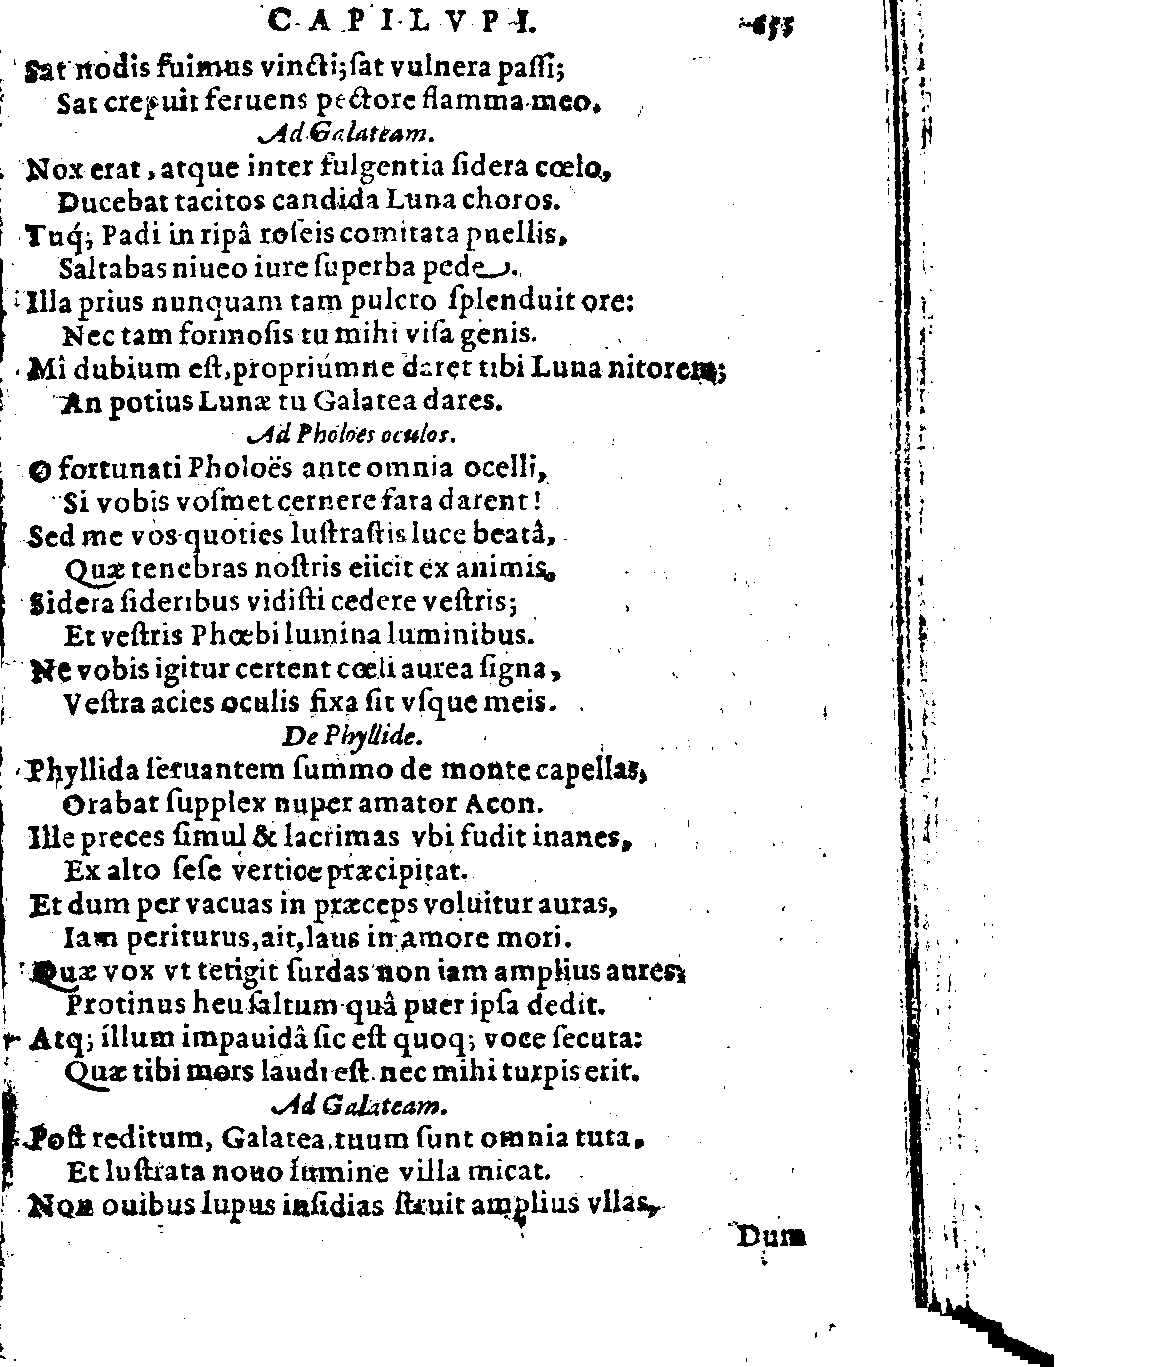 CAPILVPI. 655
Sat nodis fuimus vincti; ſat vulnera paſſi;
Sat crepuit feruens pectore flamma meo.
Ad Galateam.
Nox erat, atque inter fulgentia ſidera cœlo,
Ducebat tacitos candida Luna choros.
Tuq́; Padi in ripâ roſeis comitata puellis,
Saltabas niueo iure ſuperba pede.
Illa prius nunquam tam pulcro ſplenduit ore:
Nec tam formoſis tu mihi viſa genis.
Mî dubium eſt, propriúmne daret tibi Luna nitorem;
An potius Lunæ tu Galatea dares.
Ad Pholoës oculos.
O fortunati Pholoës ante omnia ocelli,
Si vobis voſmet cernere fata darent!
Sed me vos quoties luſtraſtis luce beatâ,
Quæ tenebras noſtris eiicit ex animis,
Sidera ſideribus vidiſti cedere veſtris;
Et veſtris Phœbi lumina luminibus.
Ne vobis igitur certent cœli aurea ſigna,
Veſtra acies oculis fixa ſit vſque meis.
De Phyllide.
Phyllida ſeruantem ſummo de monte capellas,
Orabat ſupplex nuper amator Acon.
Ille preces ſimul & lacrimas vbi fudit inanes,
Ex alto ſeſe vertice præcipitat.
Et dum per vacuas in præceps voluitur auras,
Iam periturus, ait, laus in amore mori.
Quæ vox vt tetigit ſurdas non iam amplius aures,
Protinus heu ſaltum quâ puer ipſa dedit.
Atq; illum impauidâ ſic eſt quoq; voce ſecuta:
Quæ tibi mors laudi eſt nec mihi turpis erit.
Ad Galateam.
Poſt reditum, Galatea, tuum ſunt omnia tuta,
Et luſtrata nouo lumine villa micat.
Non ouibus lupus inſidias ſtruit amplius vllas,
Dum